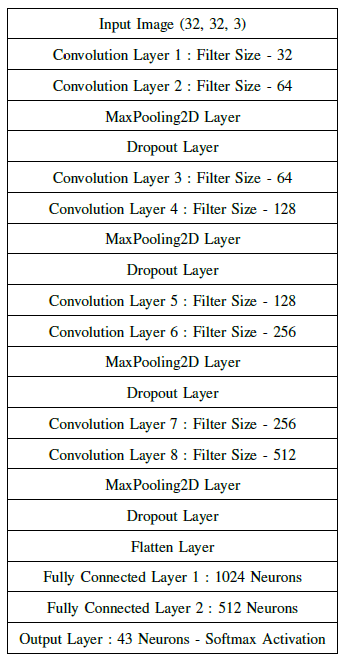 Input Image (32, 32, 3)
Convolution Layer 1 : Filter Size - 32
Convolution Layer 2 : Filter Size - 64
MaxPooling2D Layer
Dropout Layer
Convolution Layer 3 : Filter Size - 64
Convolution Layer 4 : Filter Size - 128
MaxPooling2D Layer
Dropout Layer
Convolution Layer 5 : Filter Size - 128
Convolution Layer 6 : Filter Size - 256
MaxPooling2D Layer
Dropout Layer
Convolution Layer 7 : Filter Size - 256
Convolution Layer 8 : Filter Size - 512
MaxPooling2D Layer
Dropout Layer
Flatten Layer
Fully Connected Layer 1 : 1024 Neurons
Fully Connected Layer 2 : 512 Neurons
Output Layer : 43 Neurons - Softmax Activation